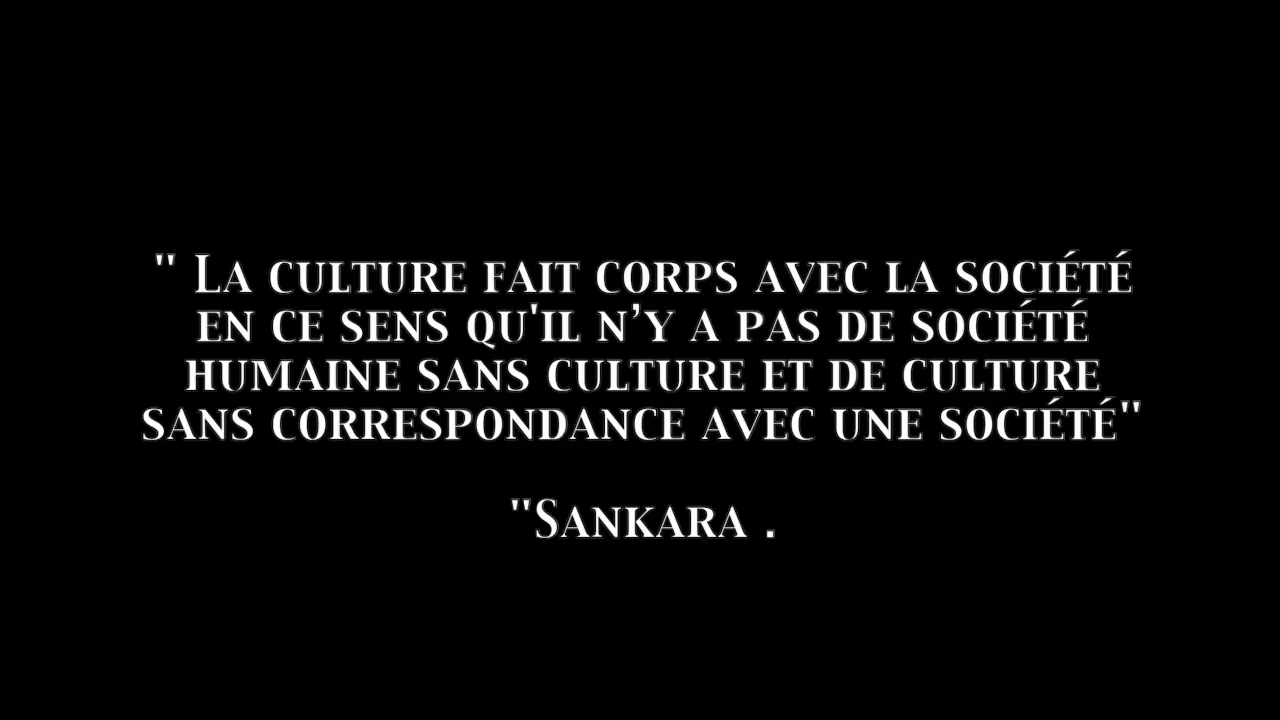 " La culture fait corps avec la société
en ce sens qu'il n’y a pas de société
humaine sans culture et de culture
sans correspondance avec une société"
"Sankara .